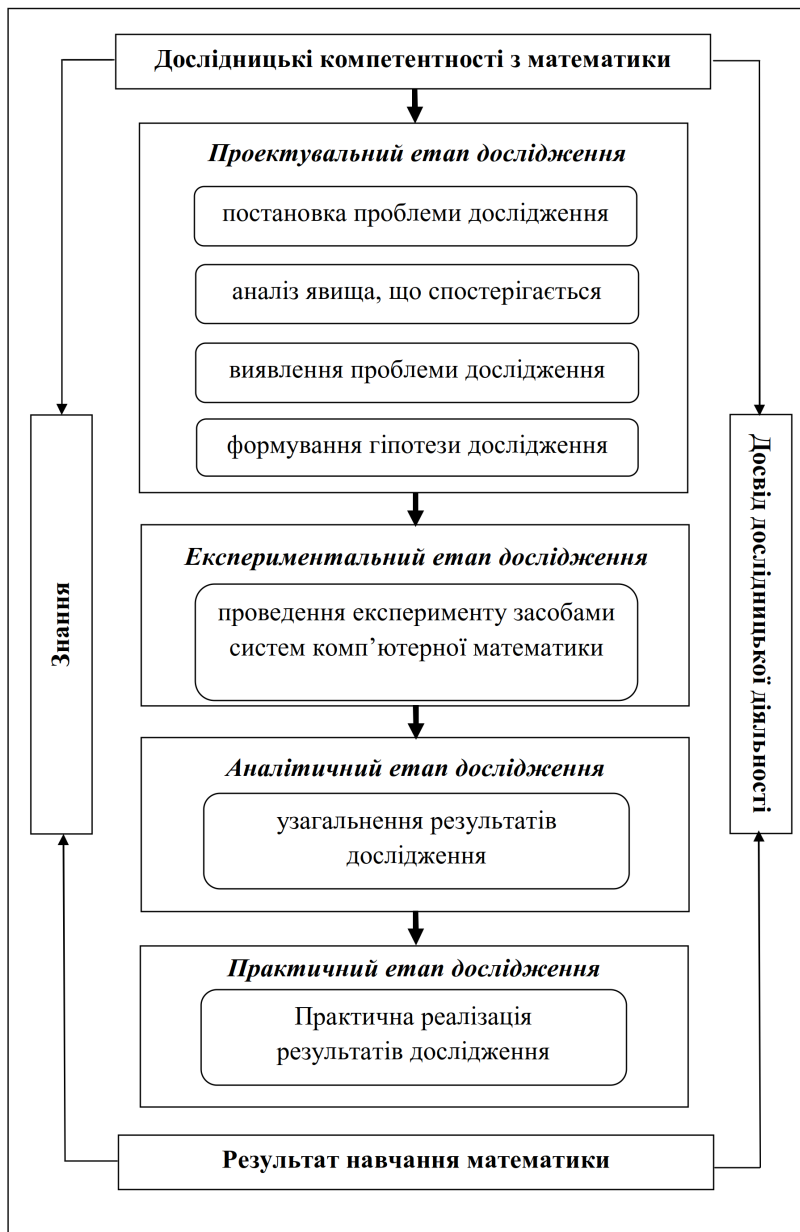 Дослідницькі компетентності з математики
Проектувальний етап дослідження
постановка проблеми дослідження
аналіз явища, що спостерігається
виявлення проблеми дослідження
формування гіпотези дослідження
Експериментальний етап дослідження
проведення експерименту засобами
систем комп’ютерної математики
Аналітичний етап дослідження
узагальнення результатів
дослідження
Практичний етап дослідження
Практична реалізація
результатів дослідження
Знання
Досвід дослідницької діяльності
Результат навчання математики